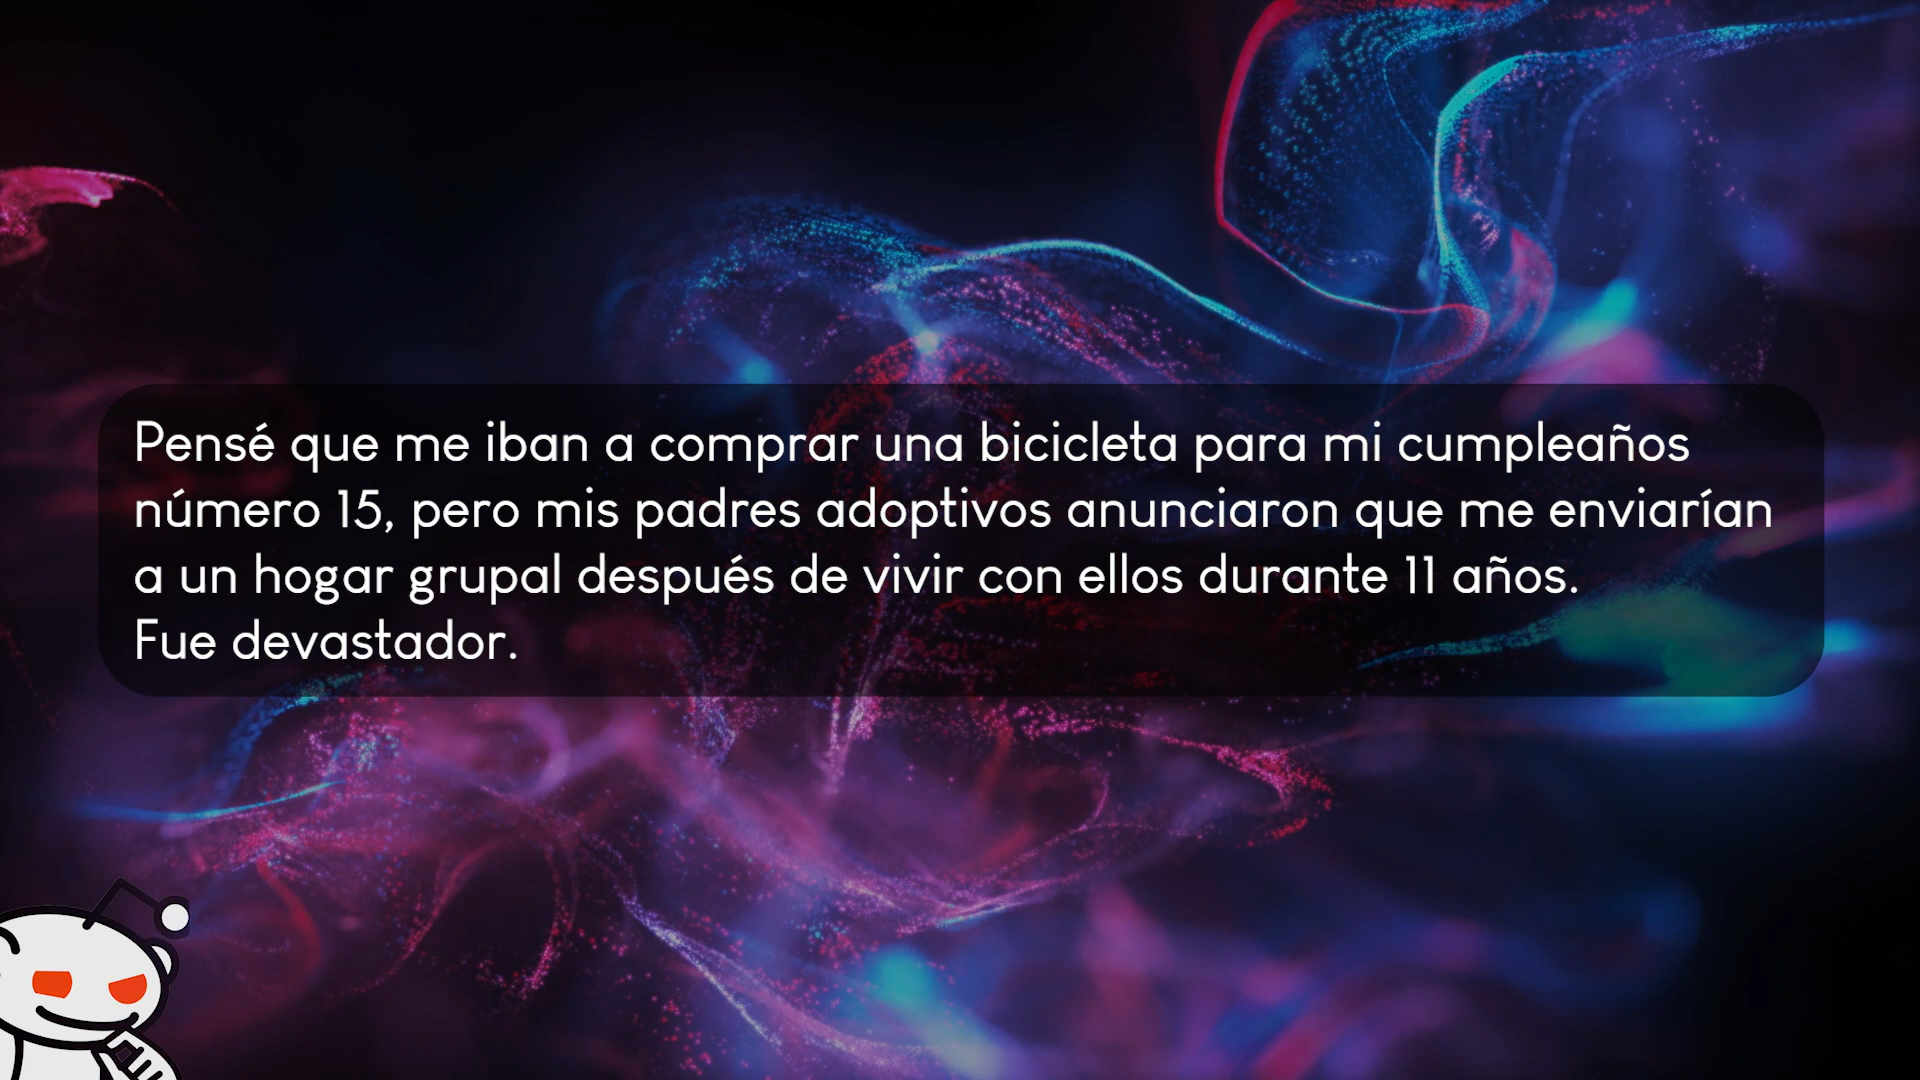 Pensé que me iban a comprar una bicicleta para mi cumpleaños
número 15, pero mis padres adoptivos anunciaron que me enviarían
a un hogar grupal después de vivir con ellos durante 11 años.
Fue devastador.